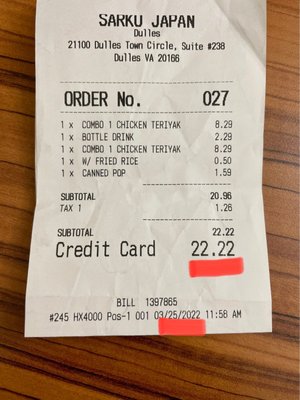 SARKU JAPAN
Dulles
21100 Dulles Town Circle, Suite #238
Dulles VA 20166
ORDER No. 027
1 x COMBO 1 CHICKEN TERIYAK 8.29
1 x BOTTLE DRINK 2.29
1 x COMBO 1 CHICKEN TERIYAK 8.29
1 x W/ FRIED RICE 0.50
1 x CANNED POP 1.59
SUBTOTAL 20.96
TAX 1 1.26
SUBTOTAL 22.22
Credit Card 22.22
BILL 1397865
#245 HX4000 Pos-1 001 03/25/2022 11:58 AM